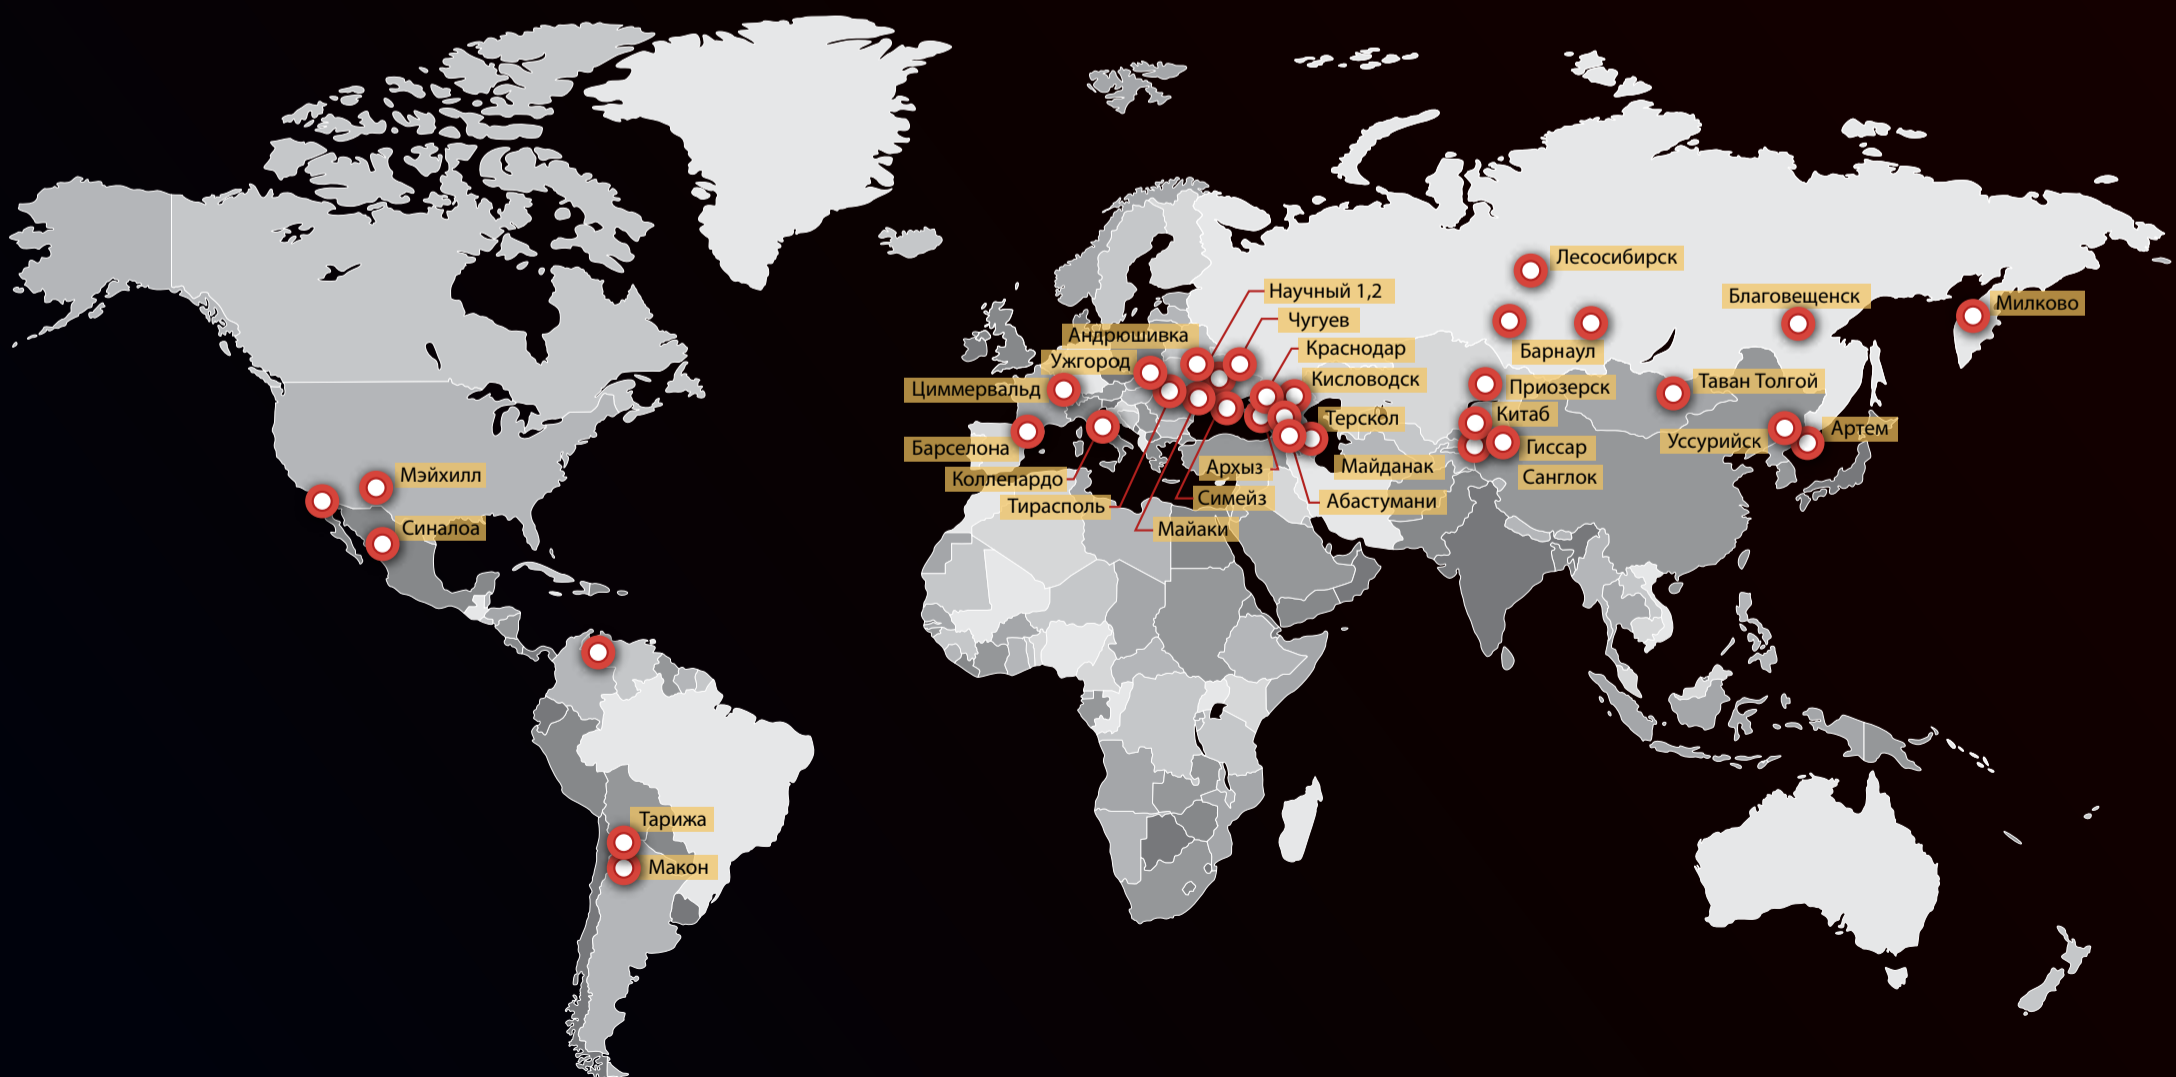 Лесосибирск
Научный 1,2
Благовещенск
Милково
Чугуев
Андрюшивка
Краснодар
Барнаул
Ужгород
Кисловодск
Таван Толгой
Циммервальд
Приозерск
Китаб
Терскол
Артем
Уссурийск
Барселона
Гиссар
Архыз
Майданак
Мэйхилл
Коллепардо
Санглок
Симейз
Абастумани
Тирасполь
Синалоа
Майаки
Тарижа
Макон